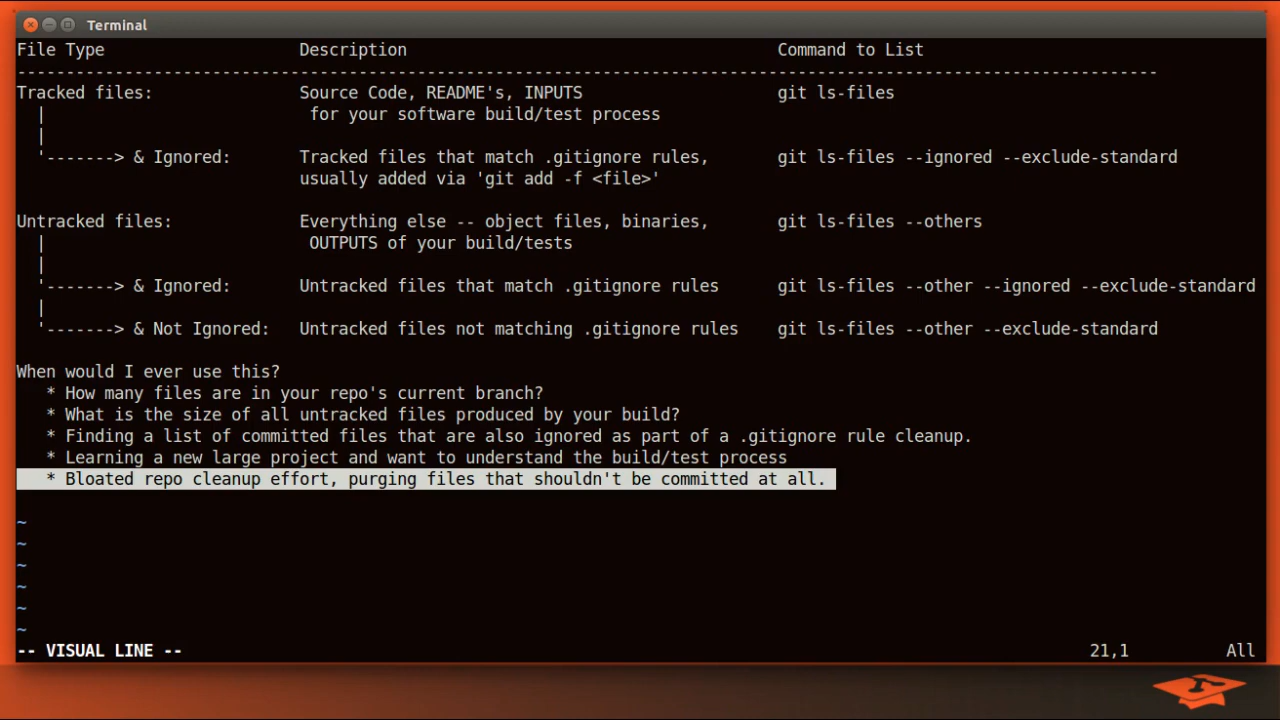 Terminal
File Type Description Command to List
---------------------------------------------------------------------------------------------------------------------
Tracked files: Source Code, README's, INPUTS git ls-files
| for your software build/test process
|
'-------> & Ignored: Tracked files that match .gitignore rules, git ls-files --ignored --exclude-standard
usually added via 'git add -f <file>'
Untracked files: Everything else -- object files, binaries, git ls-files --others
| OUTPUTS of your build/tests
|
'-------> & Ignored: Untracked files that match .gitignore rules git ls-files --other --ignored --exclude-standard
|
'-------> & Not Ignored: Untracked files not matching .gitignore rules git ls-files --other --exclude-standard
When would I ever use this?
* How many files are in your repo's current branch?
* What is the size of all untracked files produced by your build?
* Finding a list of committed files that are also ignored as part of a .gitignore rule cleanup.
* Learning a new large project and want to understand the build/test process
* Bloated repo cleanup effort, purging files that shouldn't be committed at all.
~
~
~
~
~
~
-- VISUAL LINE -- 21,1 All